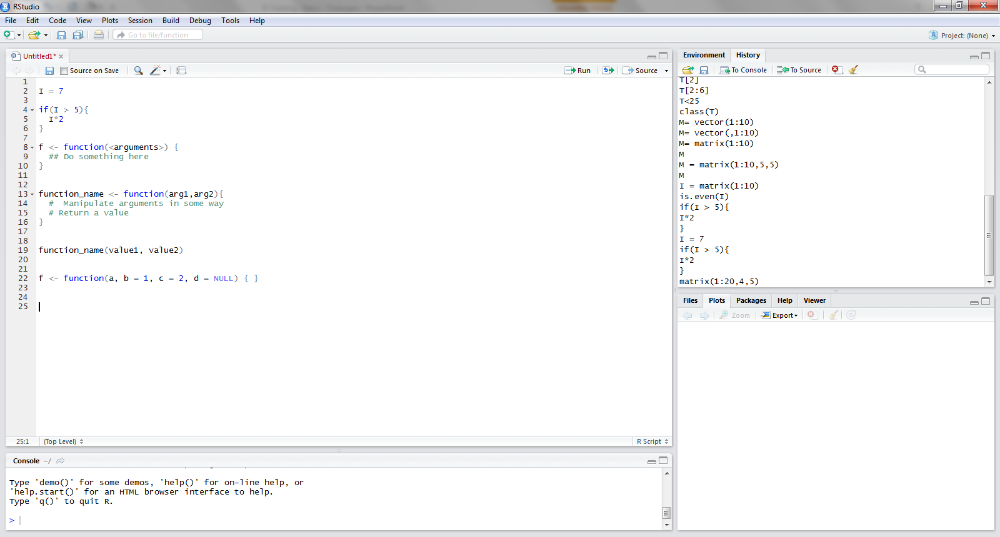 RStudio
File Edit Code View Plots Session Build Debug Tools Help
Go to file/function
Project: (None)
Untitled1*
Source on Save
Run
Source
1
2 I = 7
3
4 if(I > 5){
5 I*2
6 }
7
8 f <- function(<arguments>) {
9 ## Do something here
10 }
11
12
13 function_name <- function(arg1,arg2){
14 #  Manipulate arguments in some way
15 # Return a value
16 }
17
18
19 function_name(value1, value2)
20
21
22 f <- function(a, b = 1, c = 2, d = NULL) { }
23
24
25
25:1 (Top Level) R Script
Console ~/
Type 'demo()' for some demos, 'help()' for on-line help, or
'help.start()' for an HTML browser interface to help.
Type 'q()' to quit R.
>
Environment History
To Console To Source
T[2]
T[2:6]
T<25
class(T)
M= vector(1:10)
M= vector(,1:10)
M= matrix(1:10)
M
M = matrix(1:10,5,5)
M
I = matrix(1:10)
is.even(I)
if(I > 5){
I*2
}
I = 7
if(I > 5){
I*2
}
matrix(1:20,4,5)
Files Plots Packages Help Viewer
Zoom Export